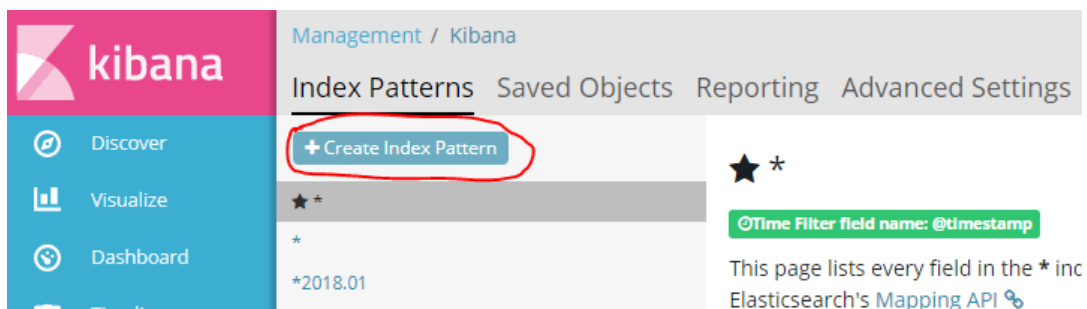 kibana
Discover
Visualize
Dashboard
Management / Kibana
Index Patterns Saved Objects Reporting Advanced Settings
+ Create Index Pattern
★ *
*
*2018.01
★ *
Time Filter field name: @timestamp
This page lists every field in the * ind
Elasticsearch's Mapping API